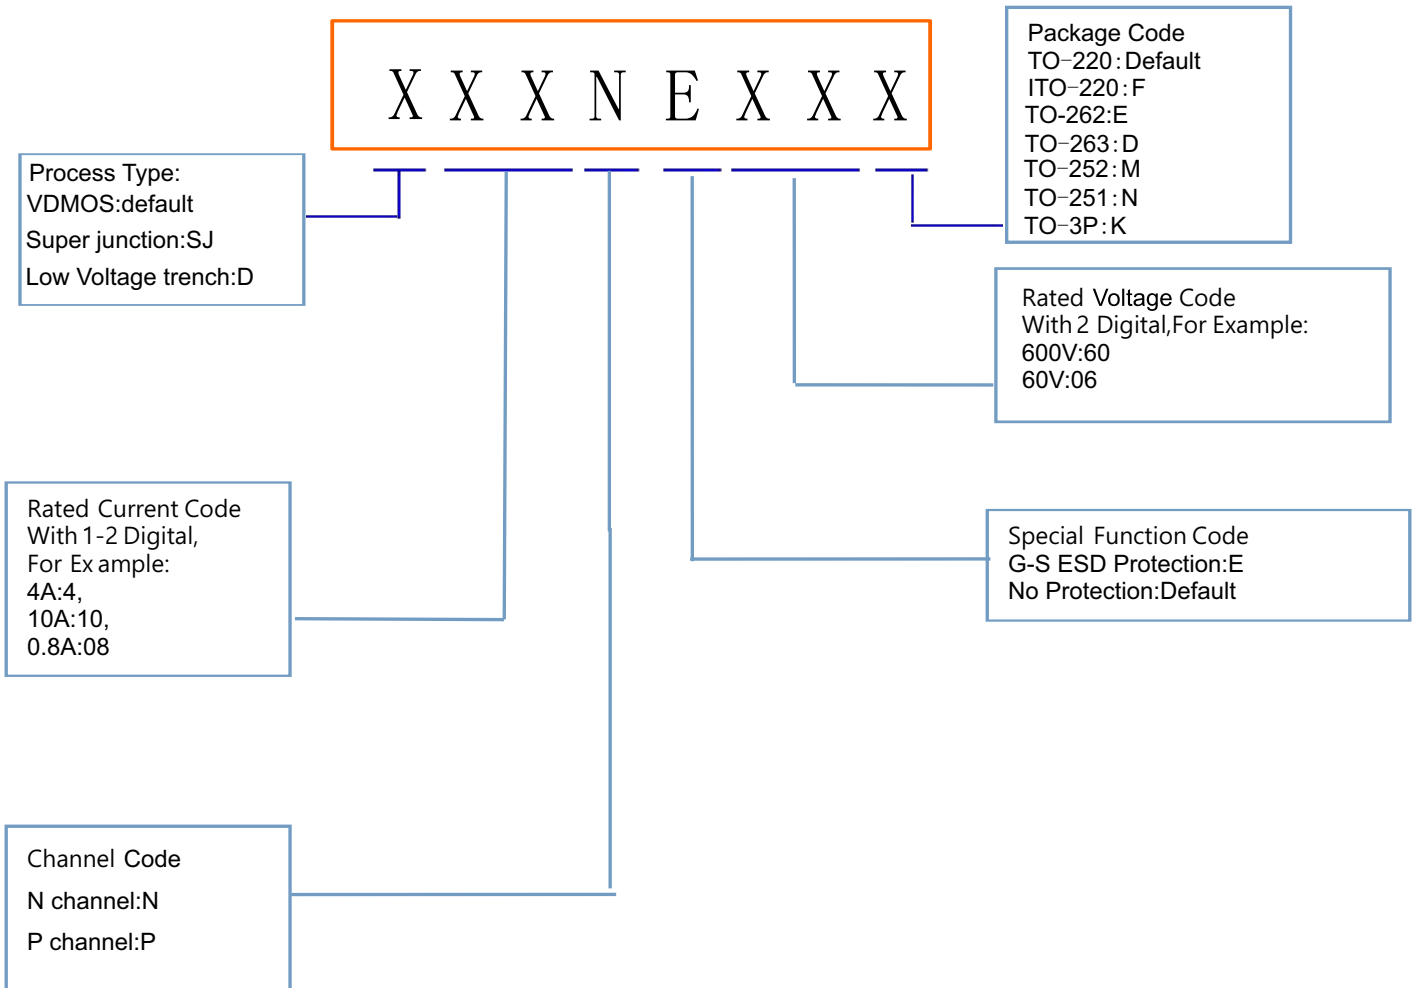 X X X N E X X X
Package Code
TO-220:Default
ITO-220:F
TO-262:E
TO-263:D
TO-252:M
TO-251:N
TO-3P:K
Process Type:
VDMOS:default
Super junction:SJ
Low Voltage trench:D
Rated Voltage Code
With 2 Digital,For Example:
600V:60
60V:06
Rated Current Code
With 1-2 Digital,
For Ex ample:
4A:4,
10A:10,
0.8A:08
Special Function Code
G-S ESD Protection:E
No Protection:Default
Channel Code
N channel:N
P channel:P